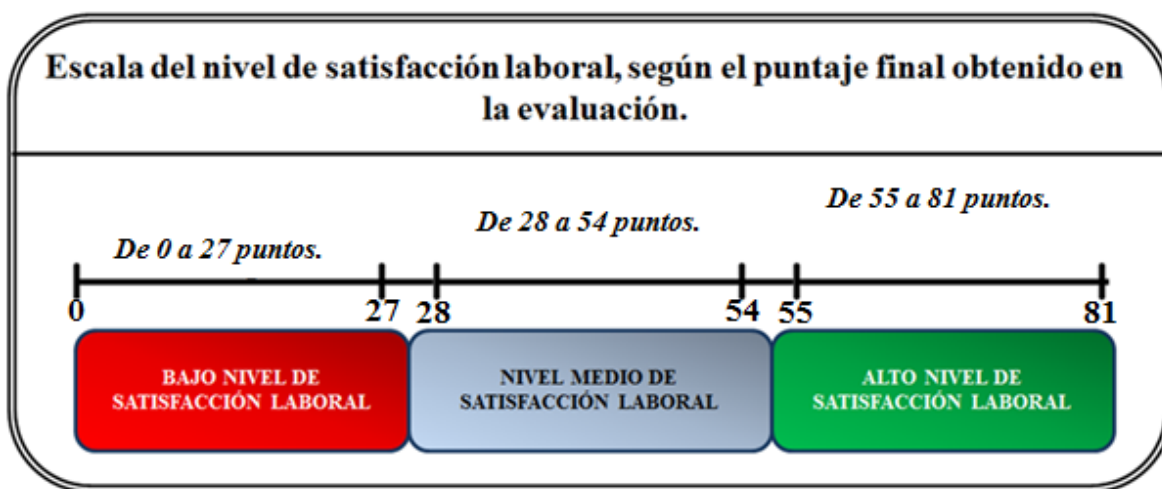 Escala del nivel de satisfacción laboral, según el puntaje final obtenido en
la evaluación.
De 0 a 27 puntos.
De 28 a 54 puntos.
De 55 a 81 puntos.
0 27 28 54 55 81
BAJO NIVEL DE
SATISFACCIÓN LABORAL
NIVEL MEDIO DE
SATISFACCIÓN LABORAL
ALTO NIVEL DE
SATISFACCIÓN LABORAL